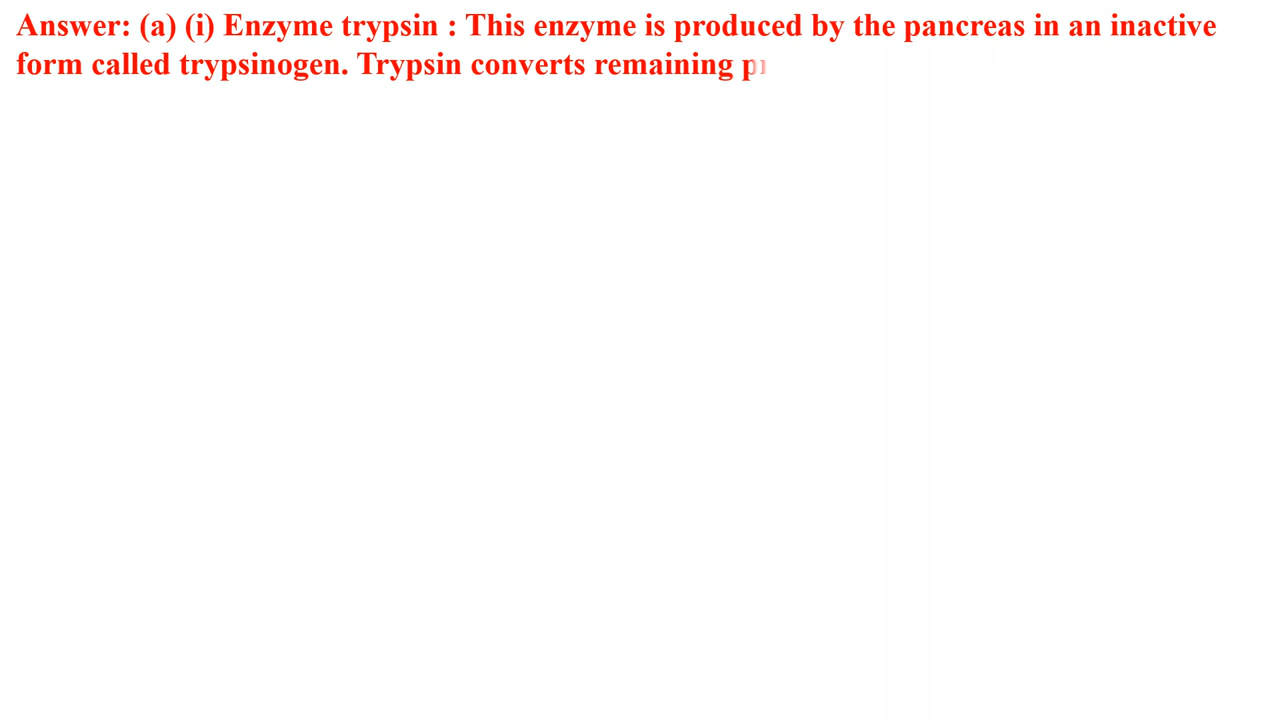 Answer: (a) (i) Enzyme trypsin : This enzyme is produced by the pancreas in an inactive
form called trypsinogen. Trypsin converts remaining